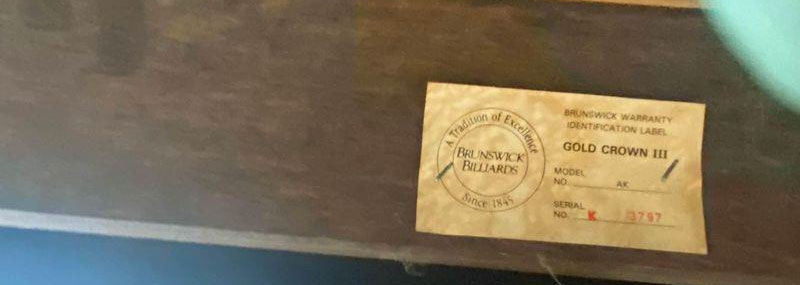 A Tradition of Excellence
BRUNSWICK
BILLIARDS
Since 1845
BRUNSWICK WARRANTY
IDENTIFICATION LABEL
GOLD CROWN III
MODEL
NO. AK
SERIAL
NO. K 3797